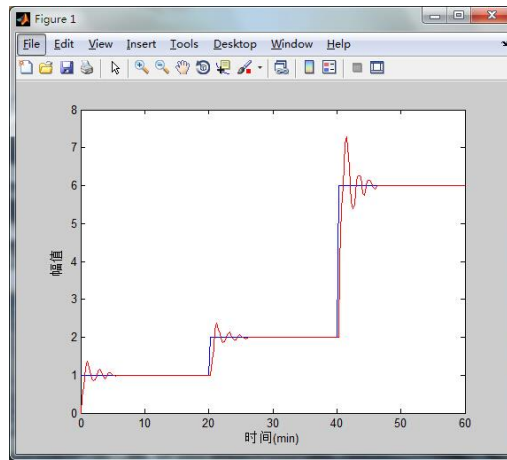 Figure 1
File Edit View Insert Tools Desktop Window Help
8
7
6
5
4
3
2
1
0
幅值
0 10 20 30 40 50 60
时间(min)